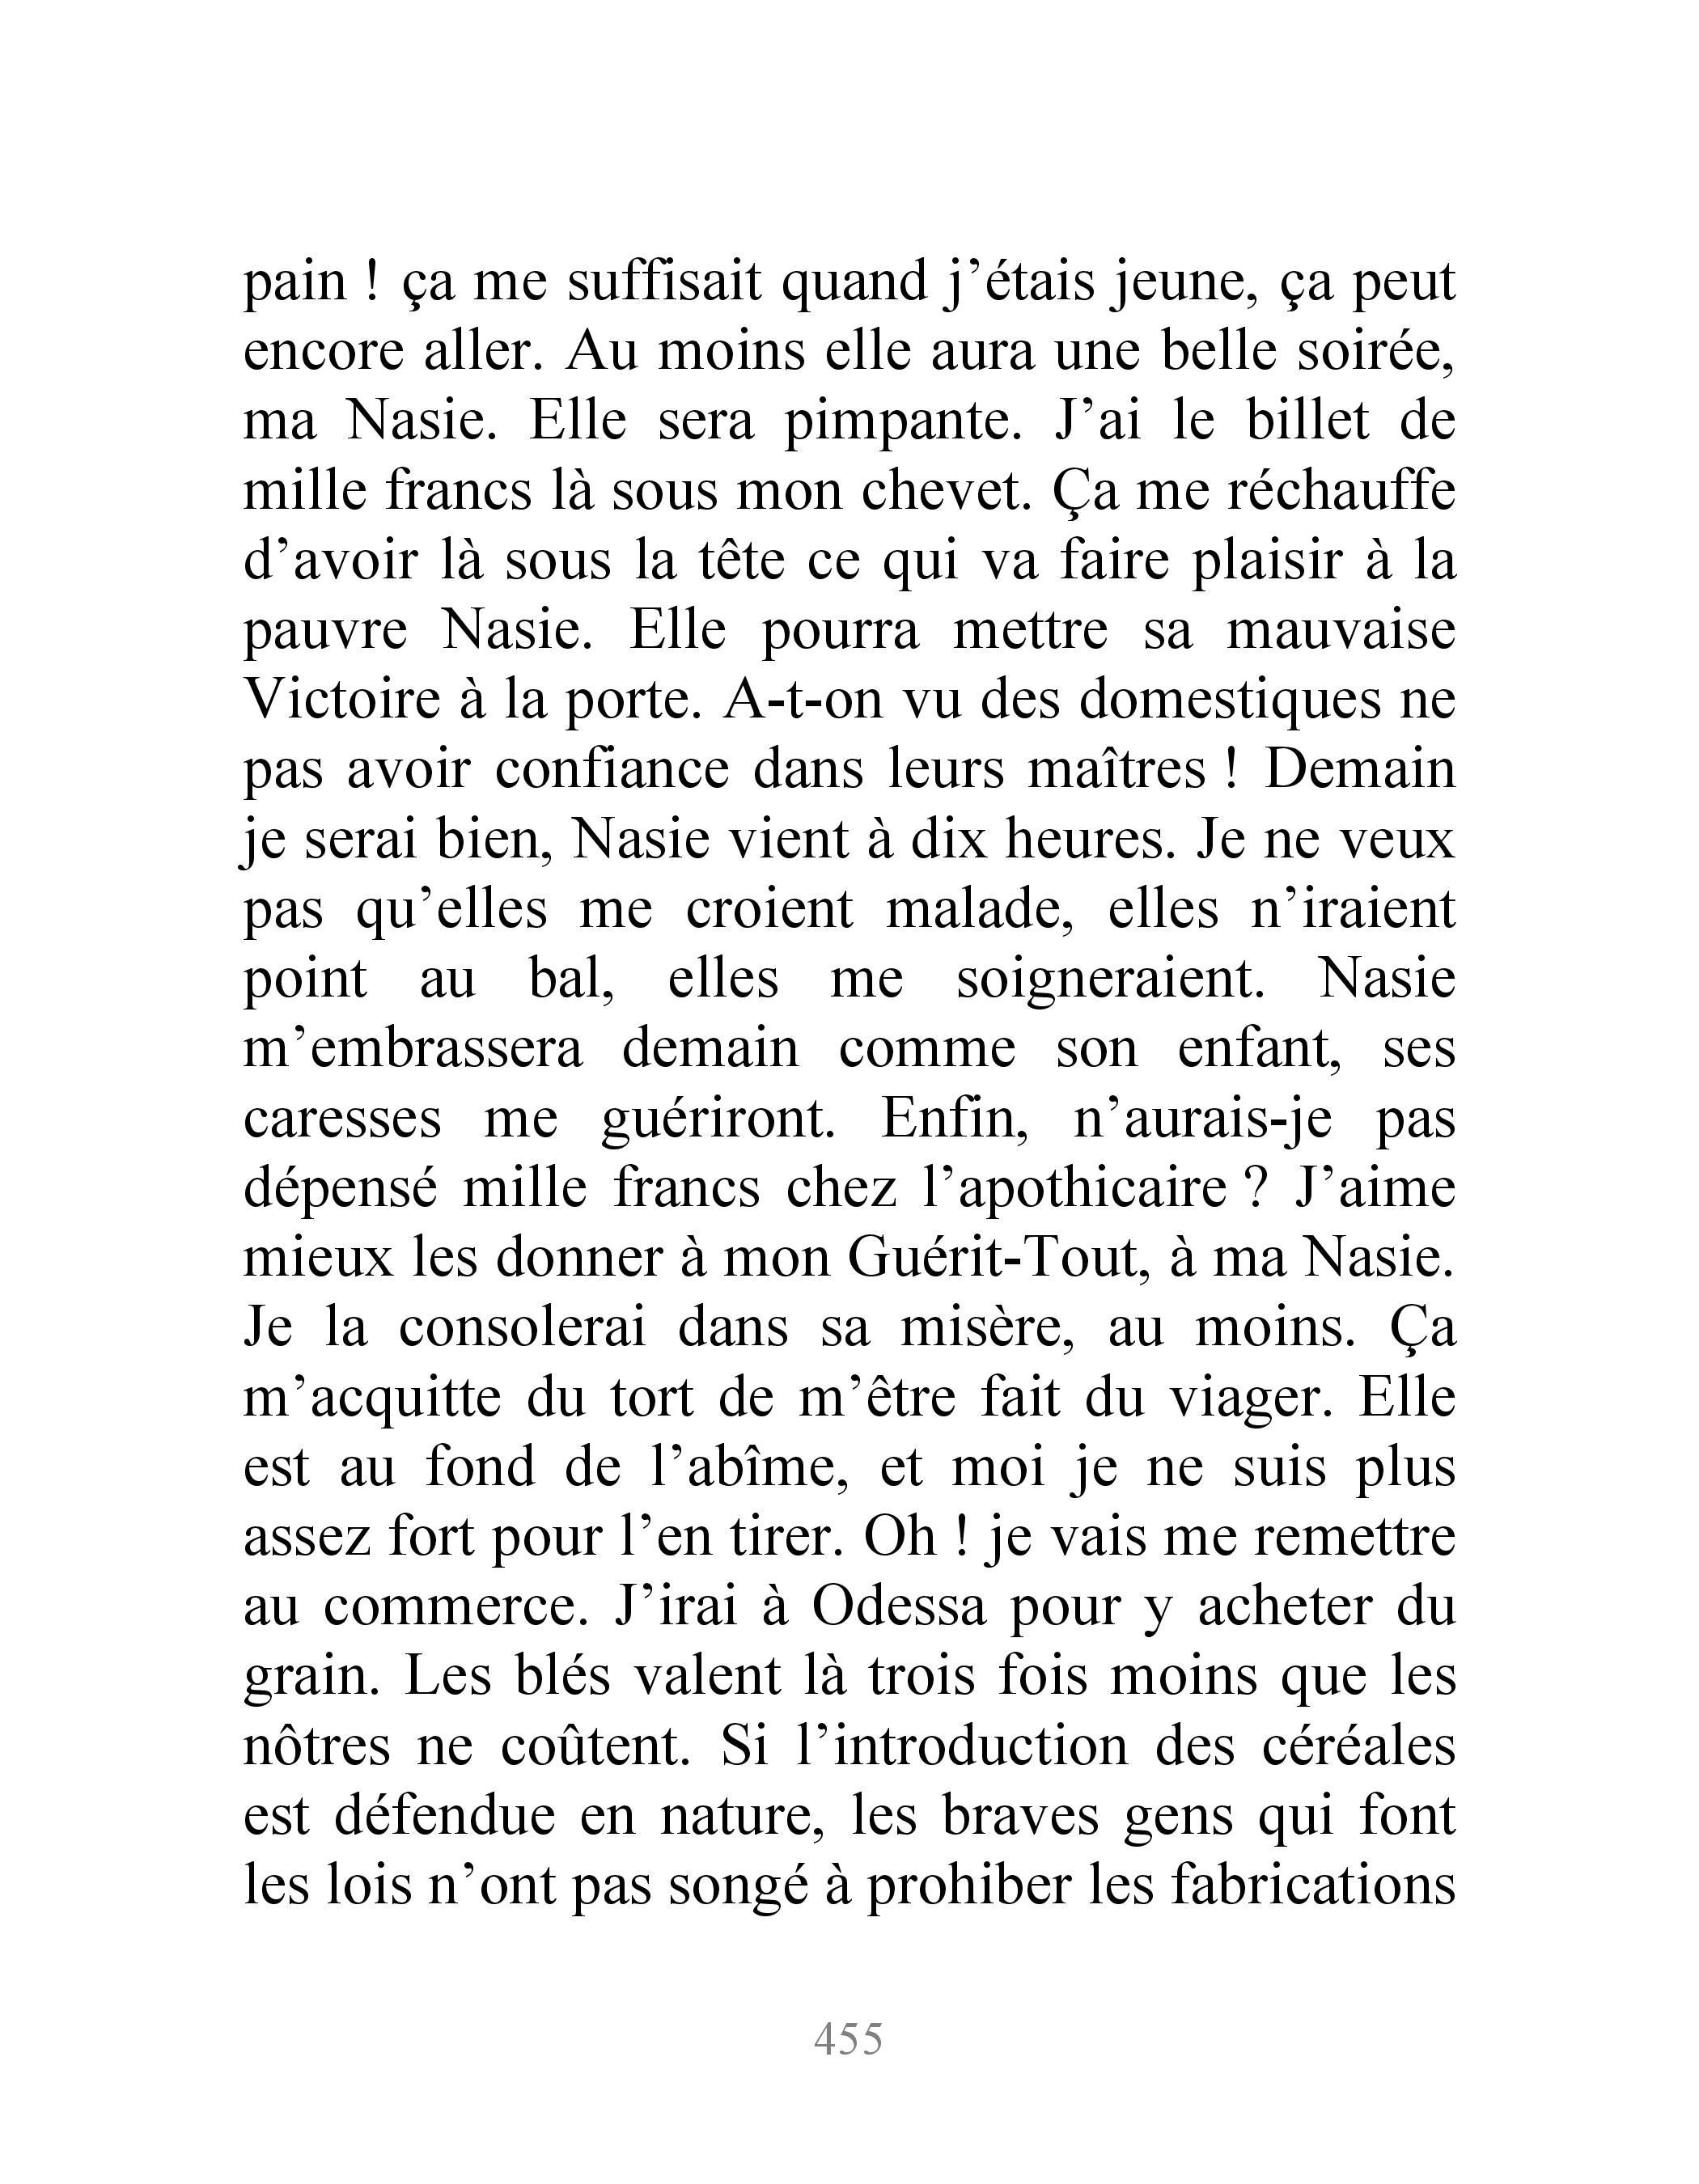 pain ! ça me suffisait quand j’étais jeune, ça peut
encore aller. Au moins elle aura une belle soirée,
ma Nasie. Elle sera pimpante. J’ai le billet de
mille francs là sous mon chevet. Ça me réchauffe
d’avoir là sous la tête ce qui va faire plaisir à la
pauvre Nasie. Elle pourra mettre sa mauvaise
Victoire à la porte. A-t-on vu des domestiques ne
pas avoir confiance dans leurs maîtres ! Demain
je serai bien, Nasie vient à dix heures. Je ne veux
pas qu’elles me croient malade, elles n’iraient
point au bal, elles me soigneraient. Nasie
m’embrassera demain comme son enfant, ses
caresses me guériront. Enfin, n’aurais-je pas
dépensé mille francs chez l’apothicaire ? J’aime
mieux les donner à mon Guérit-Tout, à ma Nasie.
Je la consolerai dans sa misère, au moins. Ça
m’acquitte du tort de m’être fait du viager. Elle
est au fond de l’abîme, et moi je ne suis plus
assez fort pour l’en tirer. Oh ! je vais me remettre
au commerce. J’irai à Odessa pour y acheter du
grain. Les blés valent là trois fois moins que les
nôtres ne coûtent. Si l’introduction des céréales
est défendue en nature, les braves gens qui font
les lois n’ont pas songé à prohiber les fabrications
455